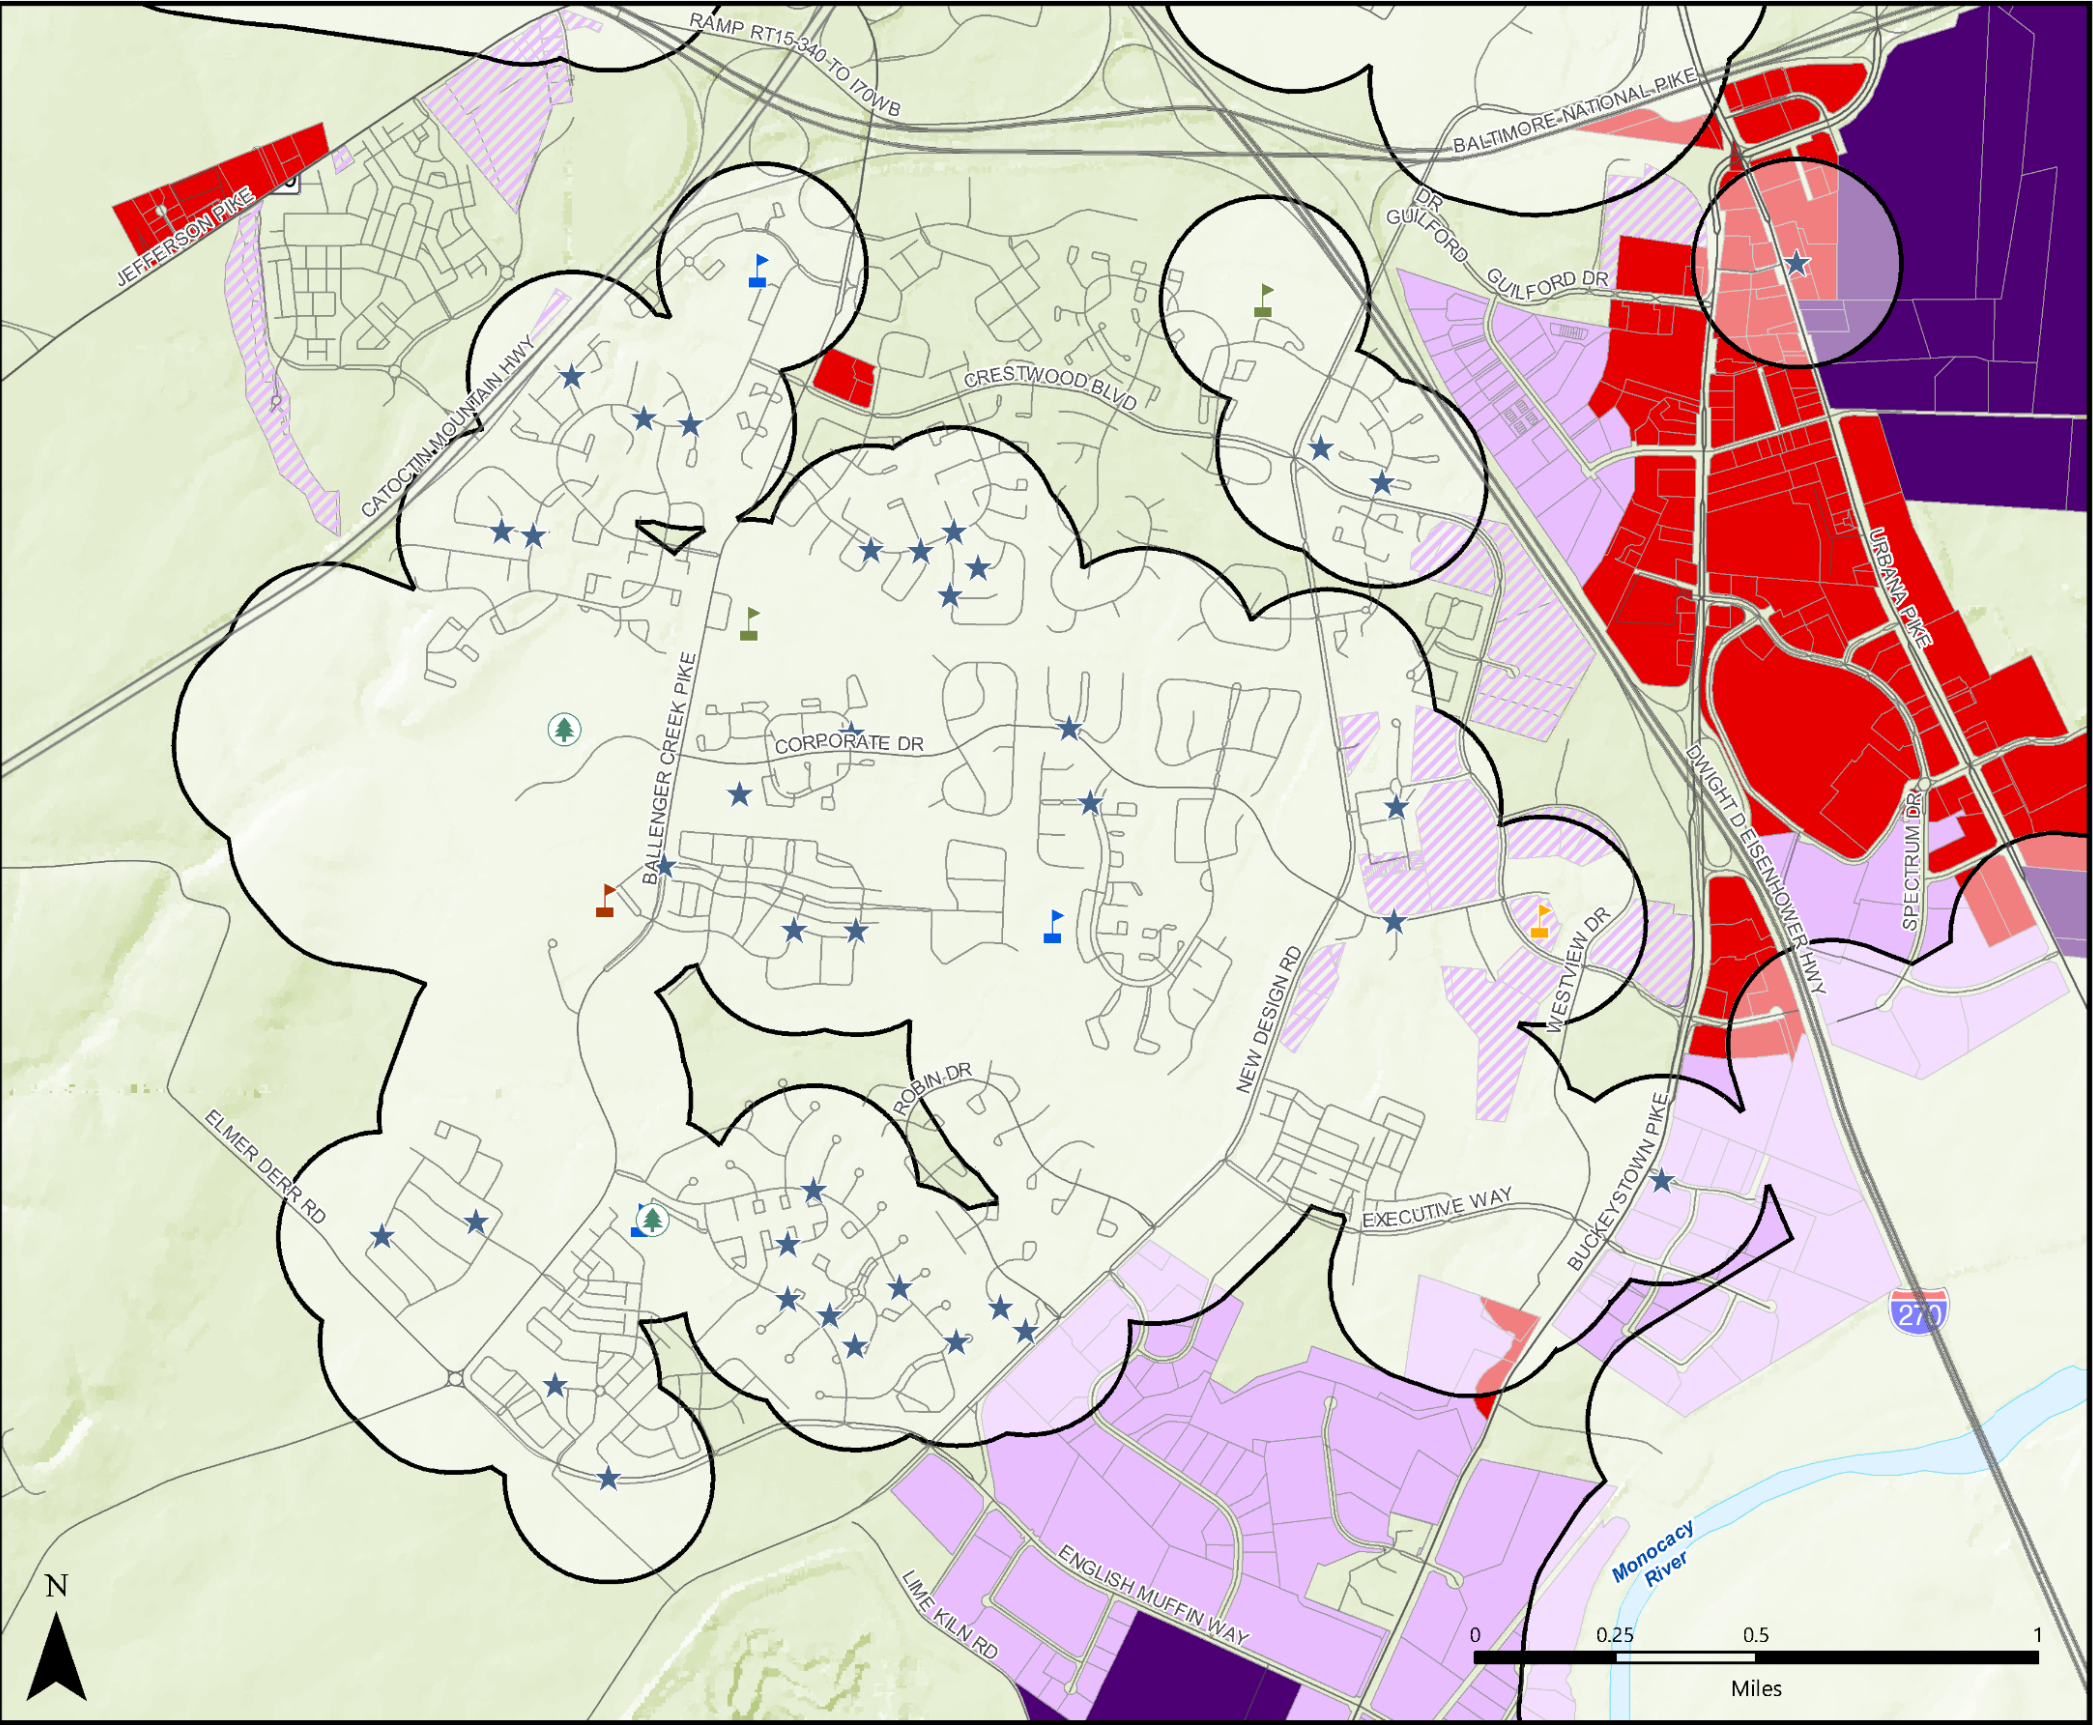 RAMP RT15-340 TO I70WB
BALTIMORE NATIONAL PIKE
JEFFERSON PIKE
DR
GUILFORD
GUILFORD DR
CATOCTIN MOUNTAIN HWY
CRESTWOOD BLVD
URBANA PIKE
BALLENGER CREEK PIKE
CORPORATE DR
DWIGHT D EISENHOWER HWY
SPECTRUM DR
WESTVIEW DR
NEW DESIGN RD
ROBIN DR
ELMER DERR RD
BUCKEYSTOWN PIKE
EXECUTIVE WAY
270
Monocacy
River
ENGLISH MUFFIN WAY
LIME KILN RD
N
0 0.25 0.5 1
Miles